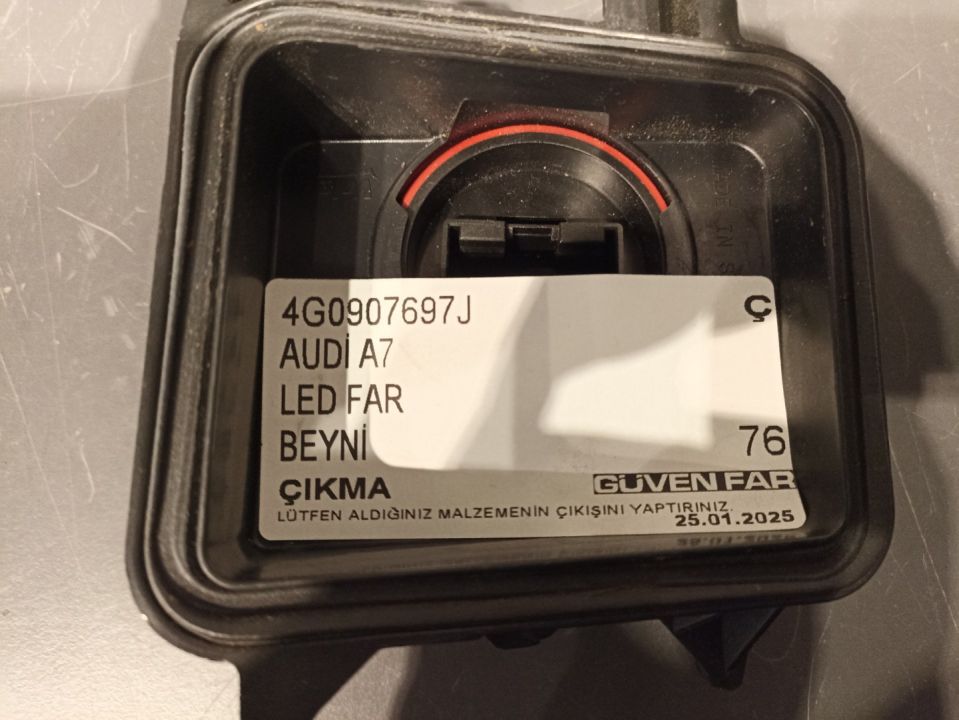 4G0907697J Ç
AUDİ A7
LED FAR
BEYNİ 76
ÇIKMA GÜVEN FAR
LÜTFEN ALDIĞINIZ MALZEMENİN ÇIKIŞINI YAPTIRINIZ.
25.01.2025